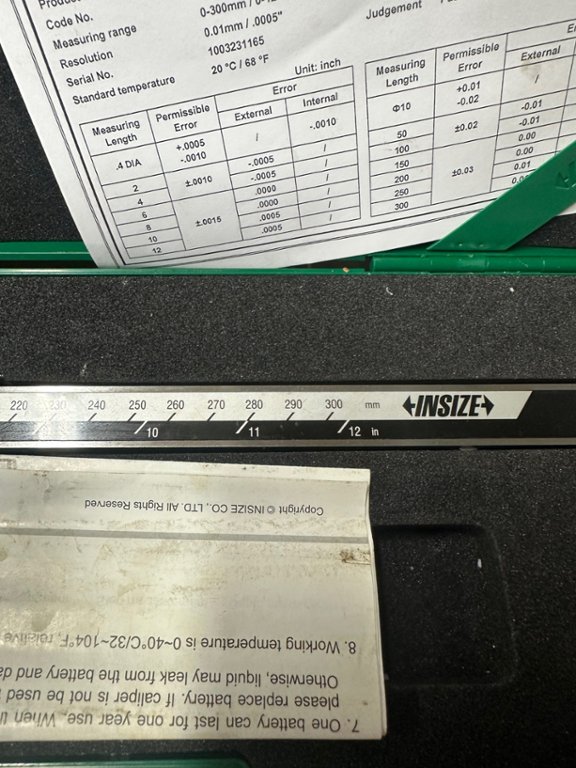 Code No.
Measuring range 0-300mm /
Resolution 0.01mm / .0005"
Serial No. 1003231165
Standard temperature 20 °C / 68 °F
Judgement
Unit: inch
Measuring Length Permissible Error Error
External Internal
.4 DIA +.0005 -.0010 / -.0010
2 ±.0010 -.0005 /
4 -.0005 /
6 ±.0015 .0000 /
8 .0000 /
10 .0005 /
12 .0005 /
Measuring Length Permissible Error
External
Φ10 +0.01 -0.02 /
50 ±0.02 -0.01
100 -0.01
150 ±0.03 0.00
200 0.00
250 0.01
300
220 230 240 250 260 270 280 290 300 mm
INSIZE
10 11 12 in
Copyright © INSIZE CO., LTD. All Rights Reserved
7. One battery can last for one year use. When
please replace battery. If caliper is not be used
Otherwise, liquid may leak from the battery and
8. Working temperature is 0~40°C/32~104°F, relative